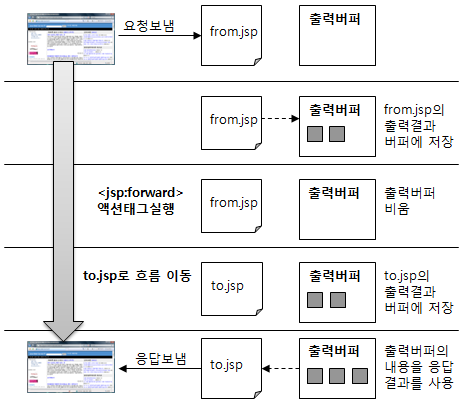 요청보냄
from.jsp
출력버퍼
from.jsp
출력버퍼
from.jsp의
출력결과
버퍼에 저장
<jsp:forward>
액션태그실행
from.jsp
출력버퍼
출력버퍼
비움
to.jsp로 흐름 이동
to.jsp
출력버퍼
to.jsp의
출력결과
버퍼에 저장
응답보냄
to.jsp
출력버퍼
출력버퍼의
내용을 응답
결과를 사용